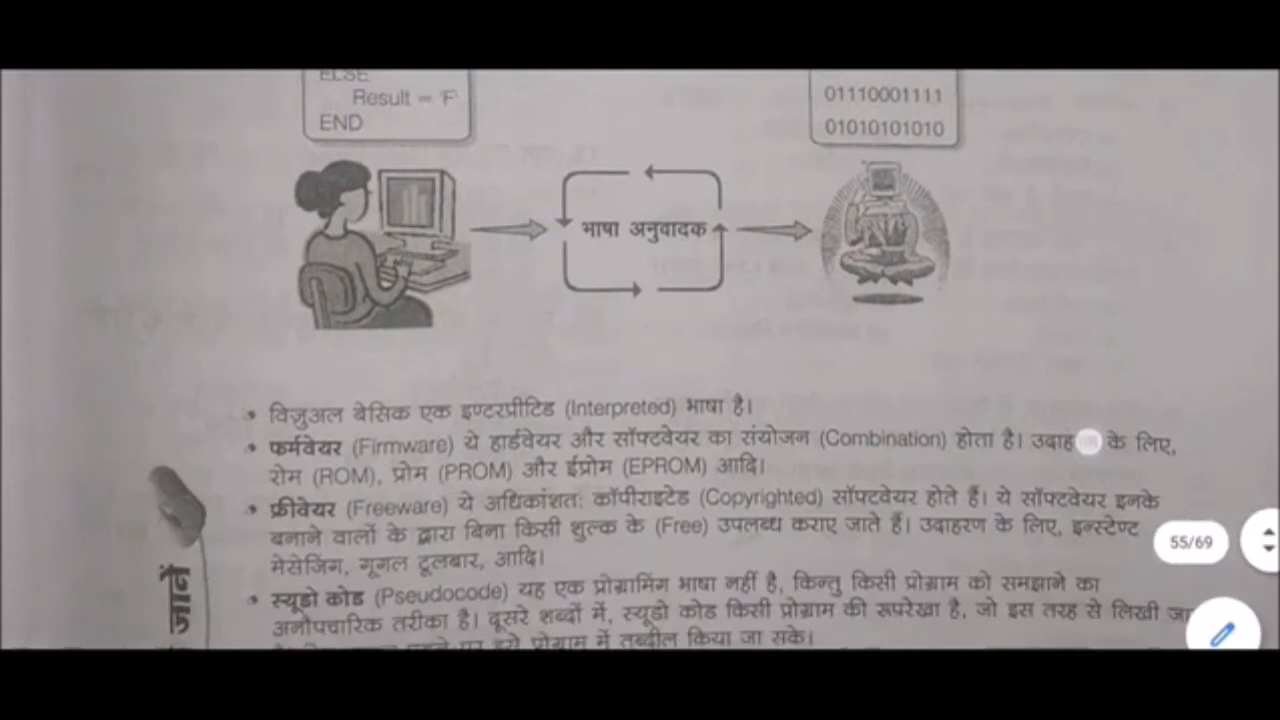 ELSE
Result = 'F'
END
01110001111
01010101010
भाषा अनुवादक
विज़ुअल बेसिक एक इण्टरप्रीटिड (Interpreted) भाषा है।
फर्मवेयर (Firmware) ये हार्डवेयर और सॉफ्टवेयर का संयोजन (Combination) होता है। उदाह के लिए,
रोम (ROM), प्रोम (PROM) और ईप्रोम (EPROM) आदि।
फ्रीवेयर (Freeware) ये अधिकांशतः कॉपीराइटेड (Copyrighted) सॉफ्टवेयर होते हैं। ये सॉफ्टवेयर इनके
बनाने वालों के द्वारा बिना किसी शुल्क के (Free) उपलब्ध कराए जाते हैं। उदाहरण के लिए, इन्स्टेण्ट
मेसेजिंग, गूगल टूलबार, आदि।
स्यूडो कोड (Pseudocode) यह एक प्रोग्रामिंग भाषा नहीं है, किन्तु किसी प्रोग्राम को समझाने का
अनौपचारिक तरीका है। दूसरे शब्दों में, स्यूडो कोड किसी प्रोग्राम की रूपरेखा है, जो इस तरह से लिखी जा
पर इसे प्रोग्राम में तब्दील किया जा सके।
जानें
55/69